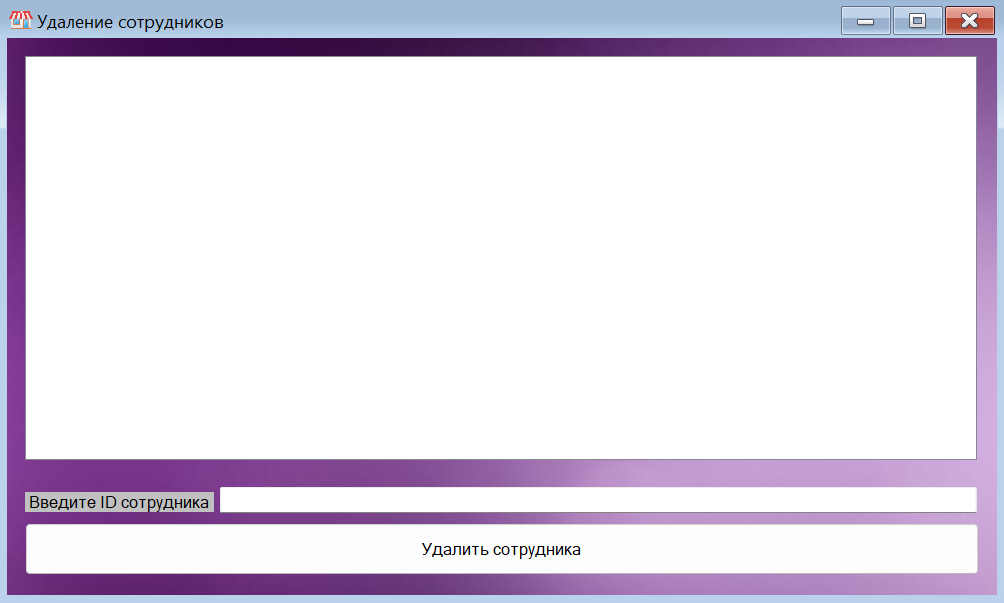 Удаление сотрудников
Введите ID сотрудника
Удалить сотрудника